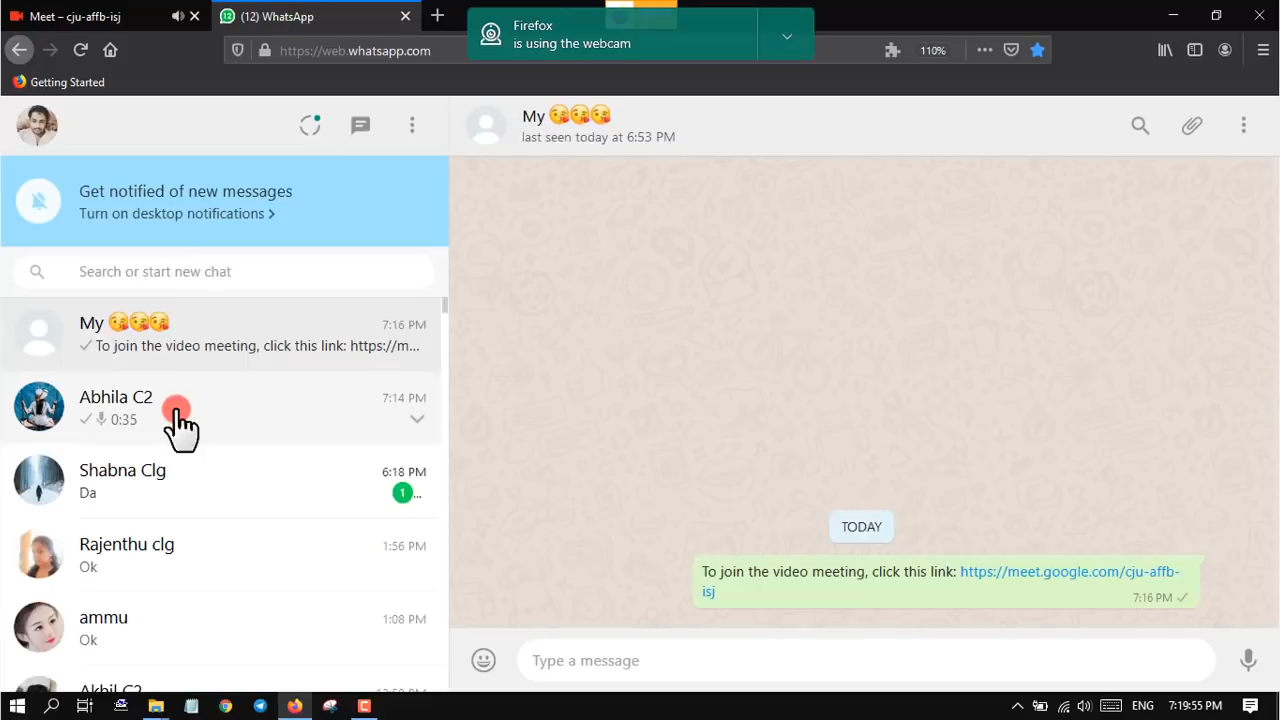 Meet – cju-affb-isj
(12) WhatsApp
Firefox
is using the webcam
https://web.whatsapp.com
110%
Getting Started
My 😘😘😘
last seen today at 6:53 PM
Get notified of new messages
Turn on desktop notifications >
Search or start new chat
My 😘😘😘
7:16 PM
To join the video meeting, click this link: https://m...
Abhila C2
7:14 PM
0:35
Shabna Clg
6:18 PM
Da
1
...
Rajenthu clg
1:56 PM
Ok
ammu
1:08 PM
Ok
Akhil C2
TODAY
To join the video meeting, click this link: https://meet.google.com/cju-affb-
isj
7:16 PM
Type a message
ENG
7:19:55 PM